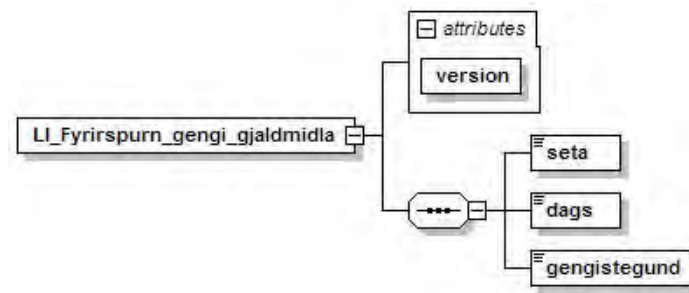 attributes
version
LI_Fyrirspurn_gengi_gjaldmidla
seta
dags
gengistegund